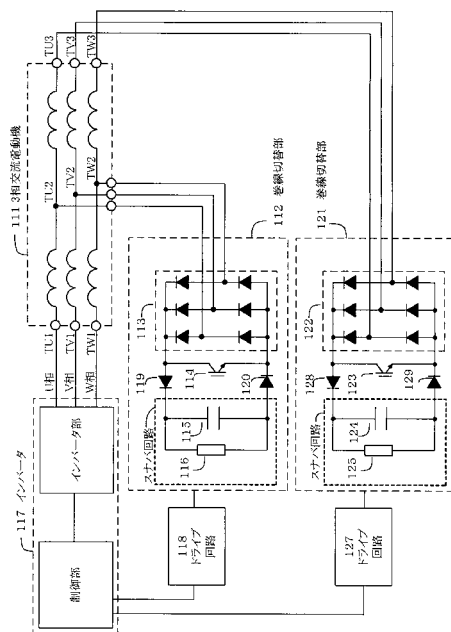 117 インバータ
制御部
インバータ部
U相
V相
W相
TU1
TV1
TW1
111 3相交流電動機
TU2
TV2
TW2
TU3
TV3
TW3
118 ドライブ
回路
スナバ回路
116
115
119
114
120
113
112 巻線切替部
127
ドライブ
回路
スナバ回路
125
124
128
123
129
122
121 巻線切替部